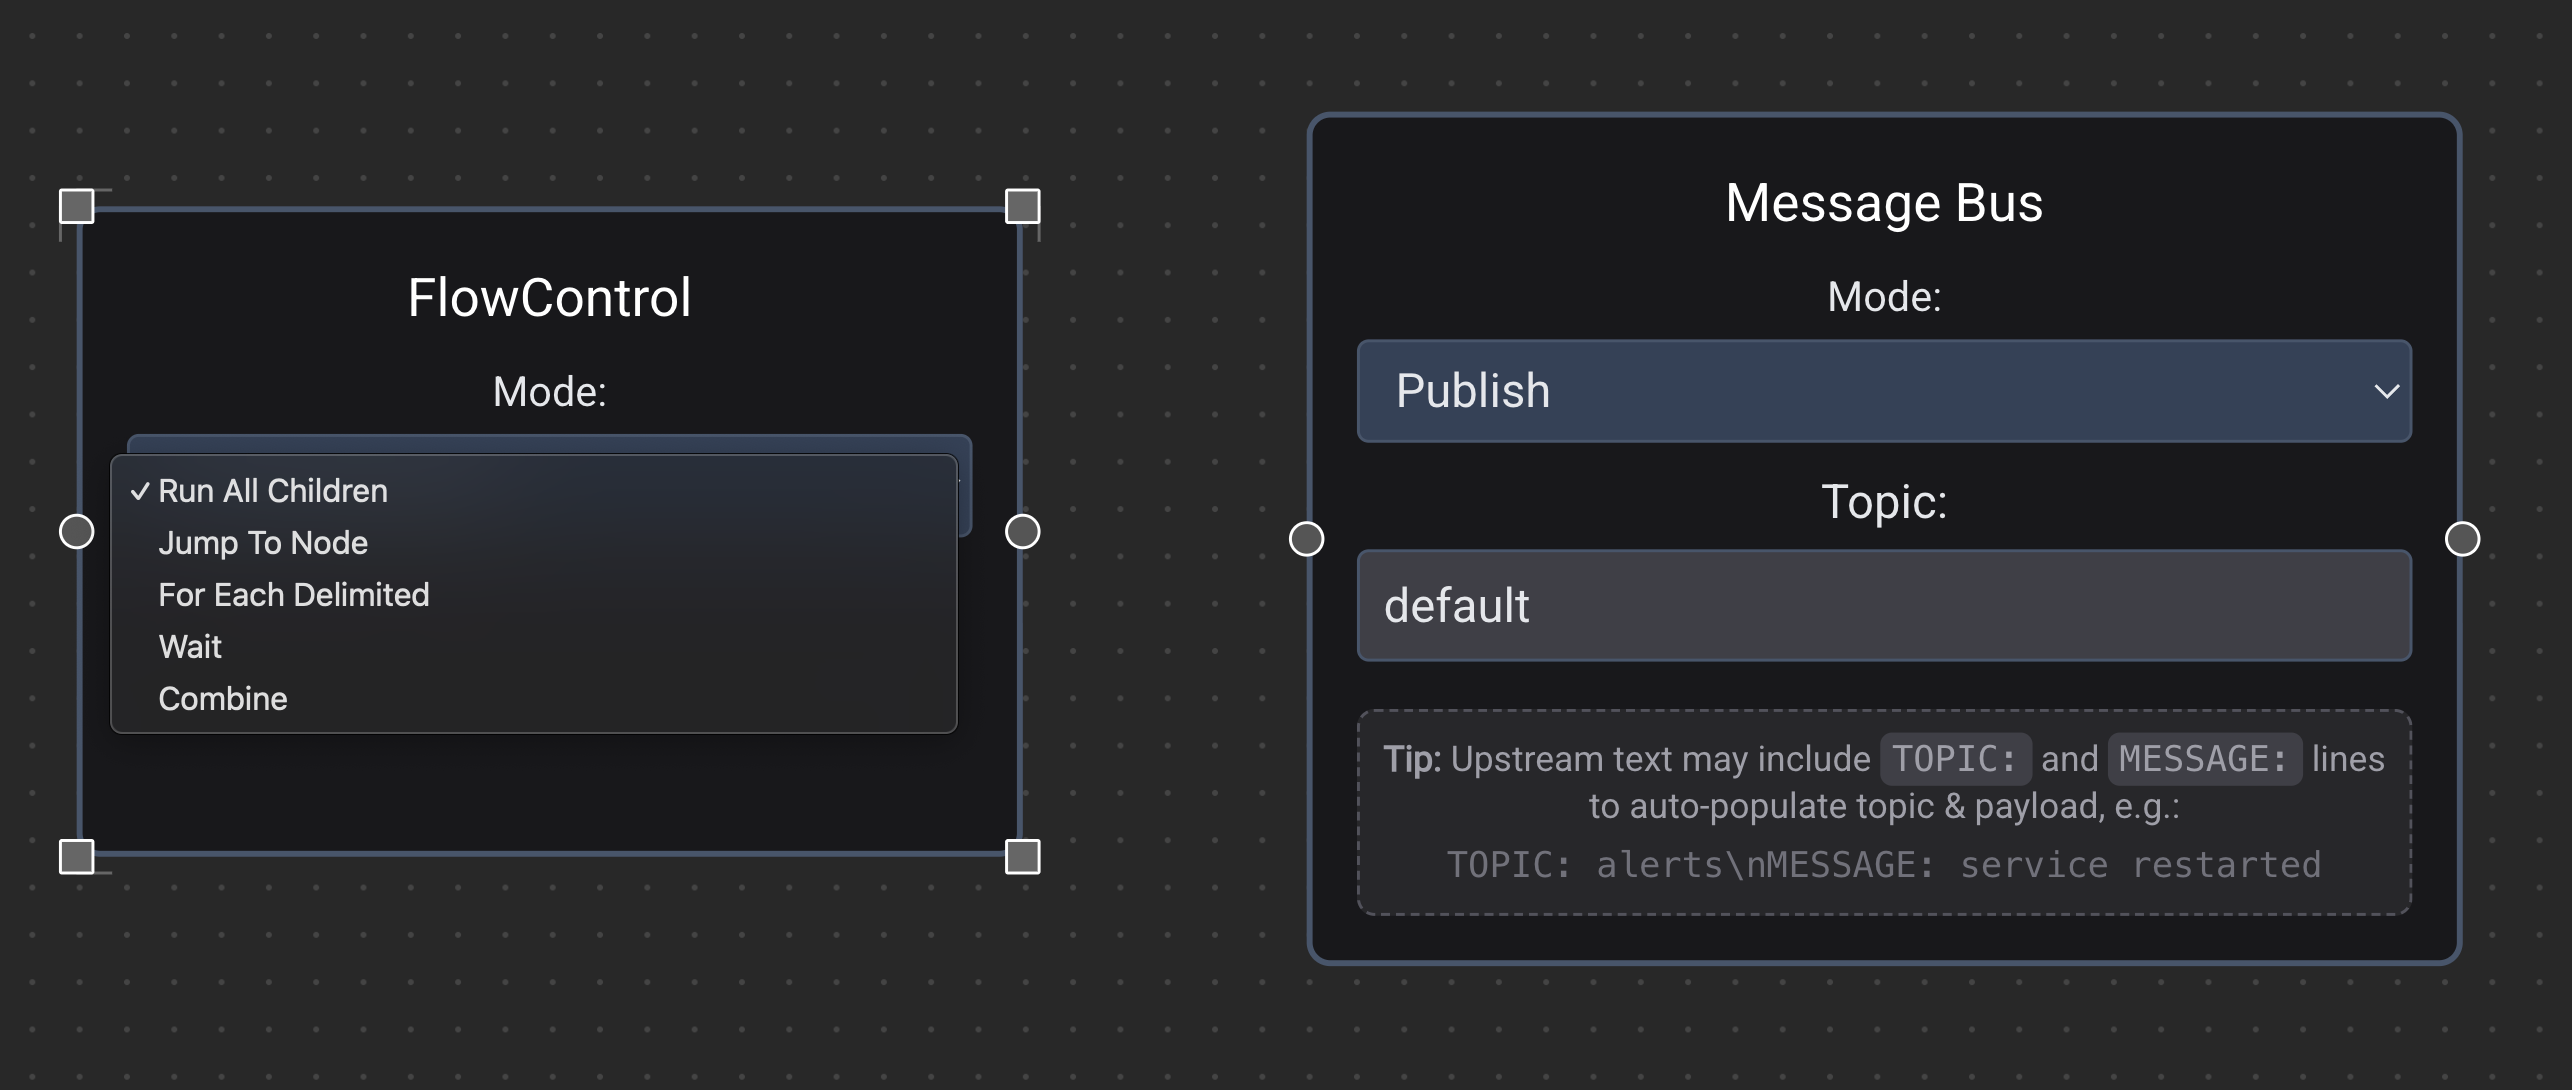 FlowControl
Mode:
✓ Run All Children
Jump To Node
For Each Delimited
Wait
Combine
Message Bus
Mode:
Publish
Topic:
default
Tip: Upstream text may include TOPIC: and MESSAGE: lines
to auto-populate topic & payload, e.g.:
TOPIC: alerts\nMESSAGE: service restarted